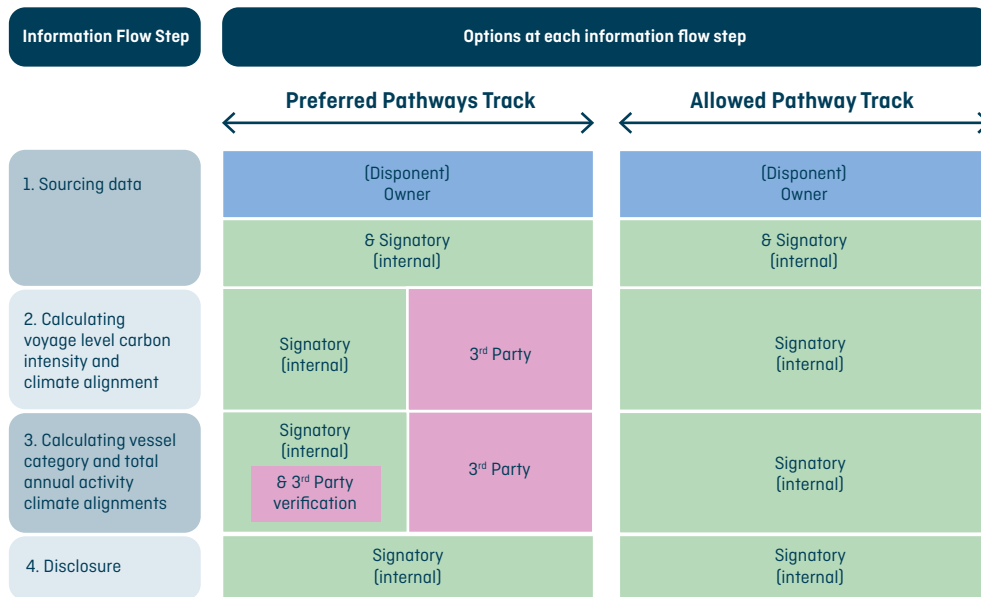 Information Flow Step
Options at each information flow step
Preferred Pathways Track
Allowed Pathway Track
1. Sourcing data
(Disponent)
Owner
(Disponent)
Owner
& Signatory
(internal)
& Signatory
(internal)
2. Calculating
voyage level carbon
intensity and
climate alignment
Signatory
(internal)
3rd Party
Signatory
(internal)
3. Calculating vessel
category and total
annual activity
climate alignments
Signatory
(internal)
& 3rd Party
verification
3rd Party
Signatory
(internal)
4. Disclosure
Signatory
(internal)
Signatory
(internal)